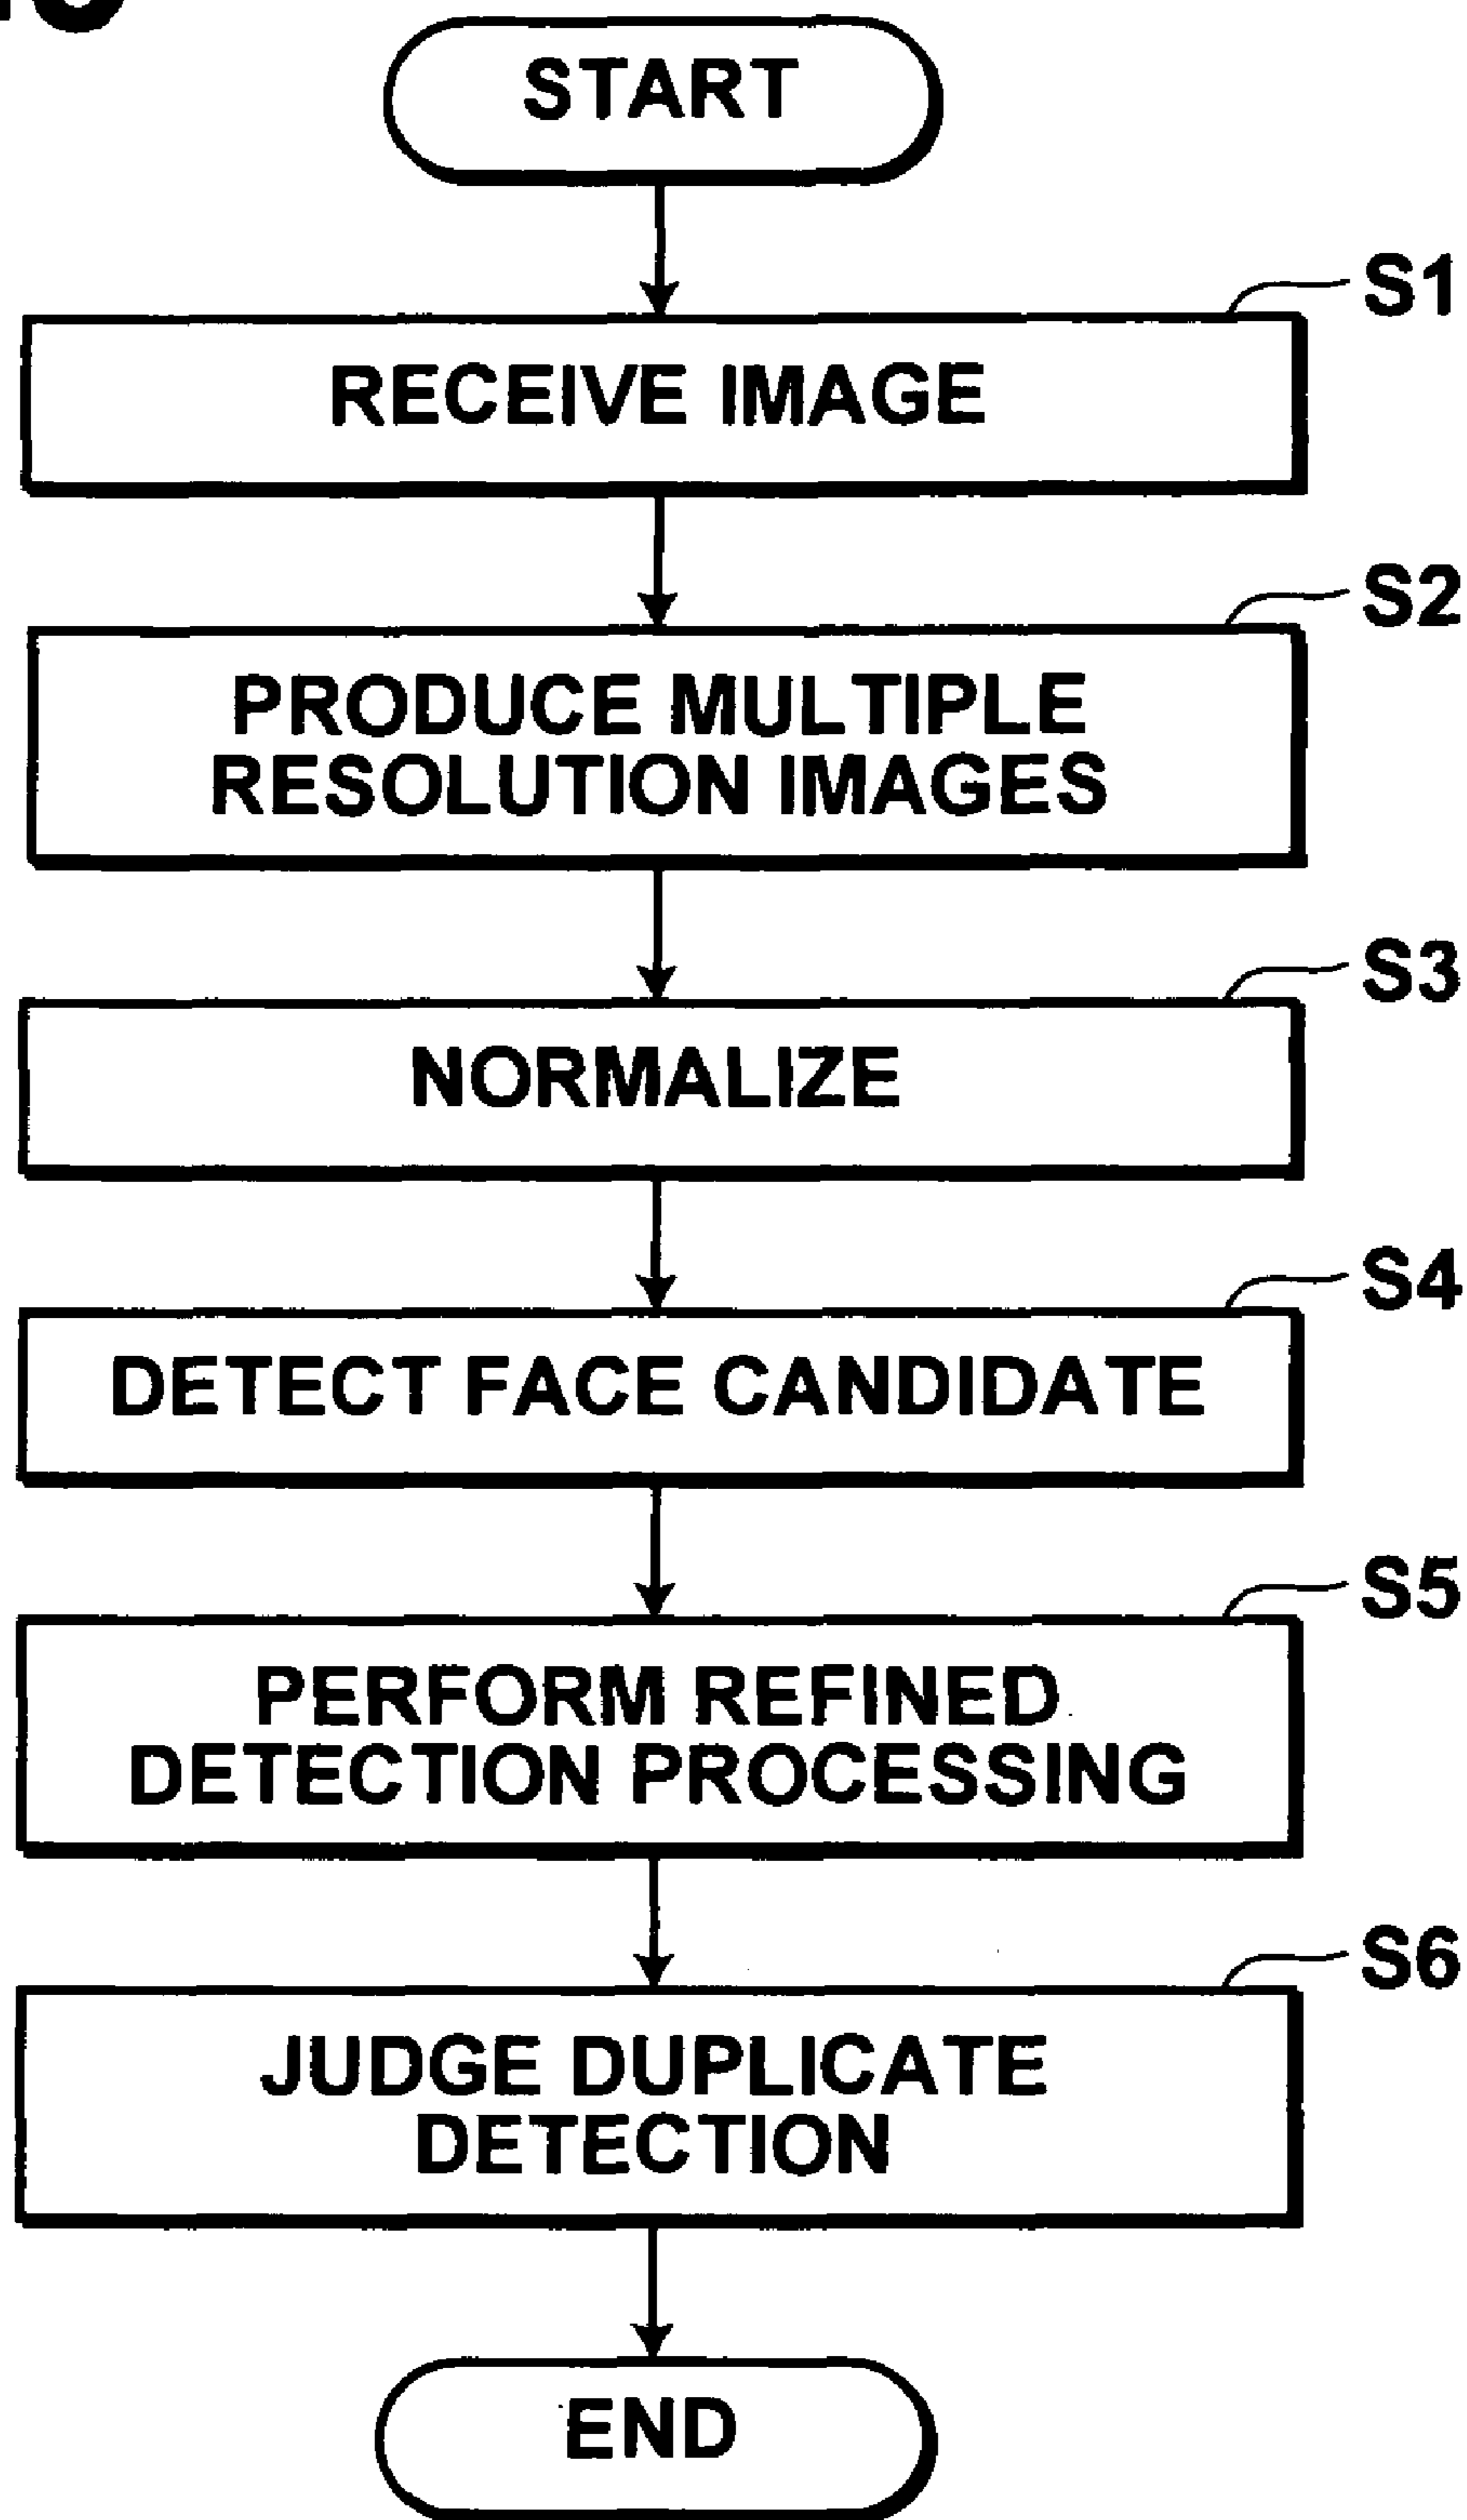 START
S1
RECEIVE IMAGE
S2
PRODUCE MULTIPLE
RESOLUTION IMAGES
S3
NORMALIZE
S4
DETECT FACE CANDIDATE
S5
PERFORM REFINED
DETECTION PROCESSING
S6
JUDGE DUPLICATE
DETECTION
END